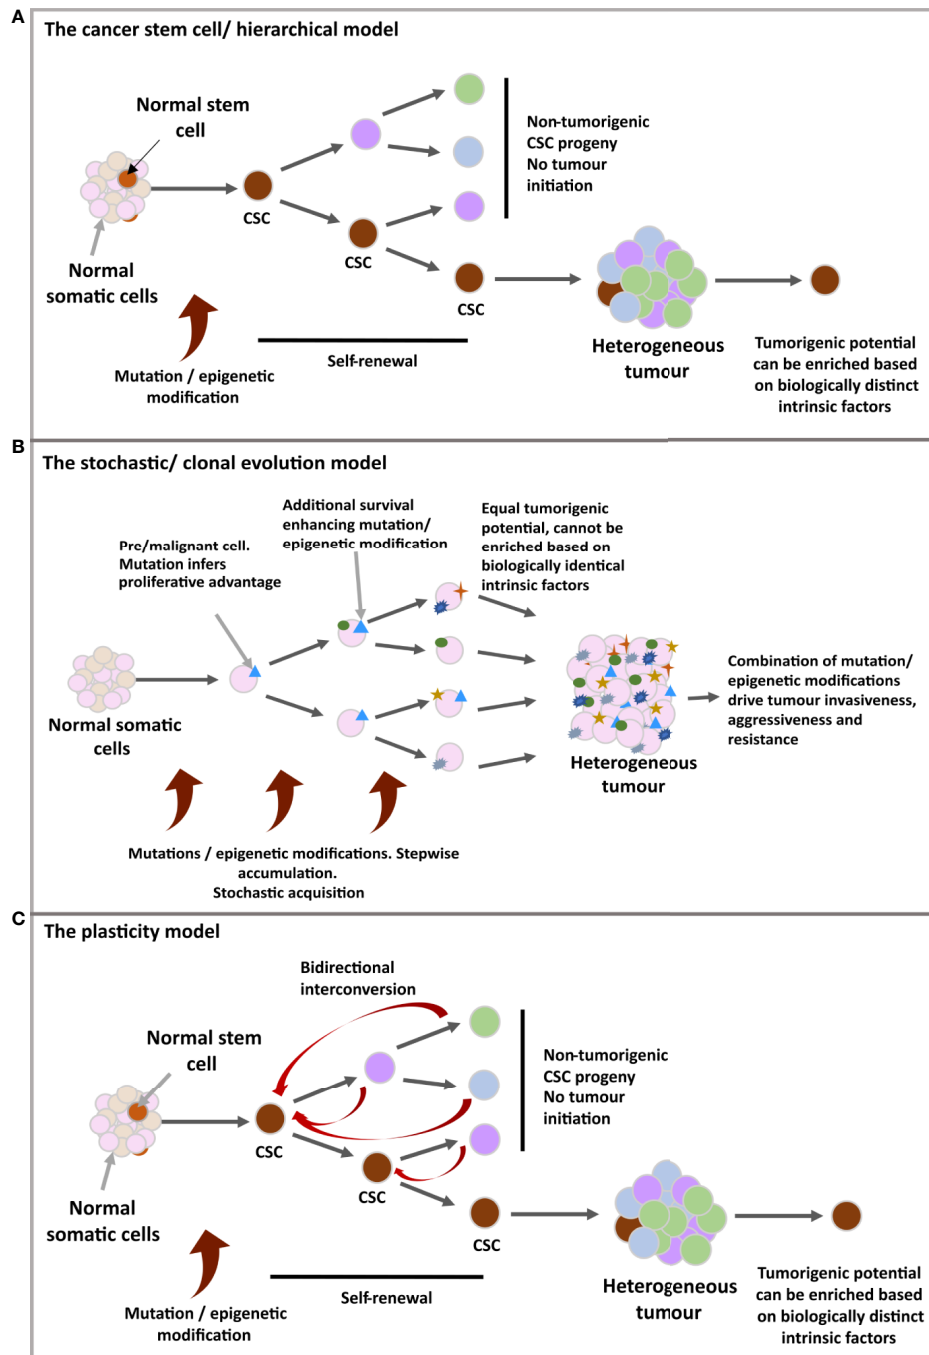 A
The cancer stem cell/ hierarchical model
Normal stem
cell
Non-tumorigenic
CSC progeny
No tumour
initiation
CSC
CSC
Normal
somatic cells
CSC
Self-renewal
Mutation / epigenetic
modification
Heterogeneous
tumour
Tumorigenic potential
can be enriched based
on biologically distinct
intrinsic factors
B
The stochastic/ clonal evolution model
Additional survival
enhancing mutation/
epigenetic modification
Equal tumorigenic
potential, cannot be
enriched based on
biologically identical
intrinsic factors
Pre/malignant cell.
Mutation infers
proliferative advantage
Normal somatic
cells
Heterogeneous
tumour
Combination of mutation/
epigenetic modifications
drive tumour invasiveness,
aggressiveness and
resistance
Mutations / epigenetic modifications. Stepwise
accumulation.
Stochastic acquisition
C
The plasticity model
Bidirectional
interconversion
Normal stem
cell
Non-tumorigenic
CSC progeny
No tumour
initiation
CSC
CSC
Normal
somatic cells
CSC
Self-renewal
Mutation / epigenetic
modification
Heterogeneous
tumour
Tumorigenic potential
can be enriched based
on biologically distinct
intrinsic factors